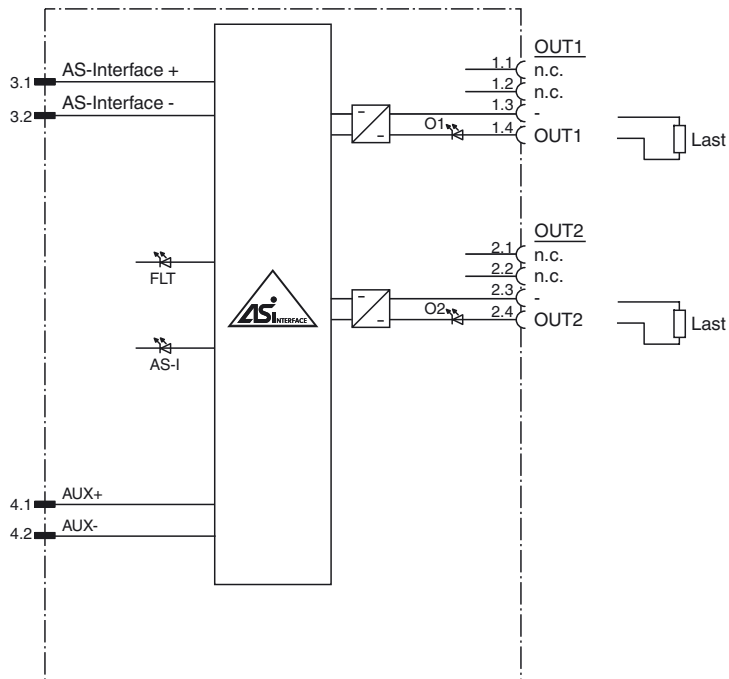 3.1 AS-Interface +
3.2 AS-Interface -
FLT
AS-I
4.1 AUX+
4.2 AUX-
ASi INTERFACE
O1
OUT1
1.1 n.c.
1.2 n.c.
1.3 -
1.4 OUT1
Last
O2
OUT2
2.1 n.c.
2.2 n.c.
2.3 -
2.4 OUT2
Last